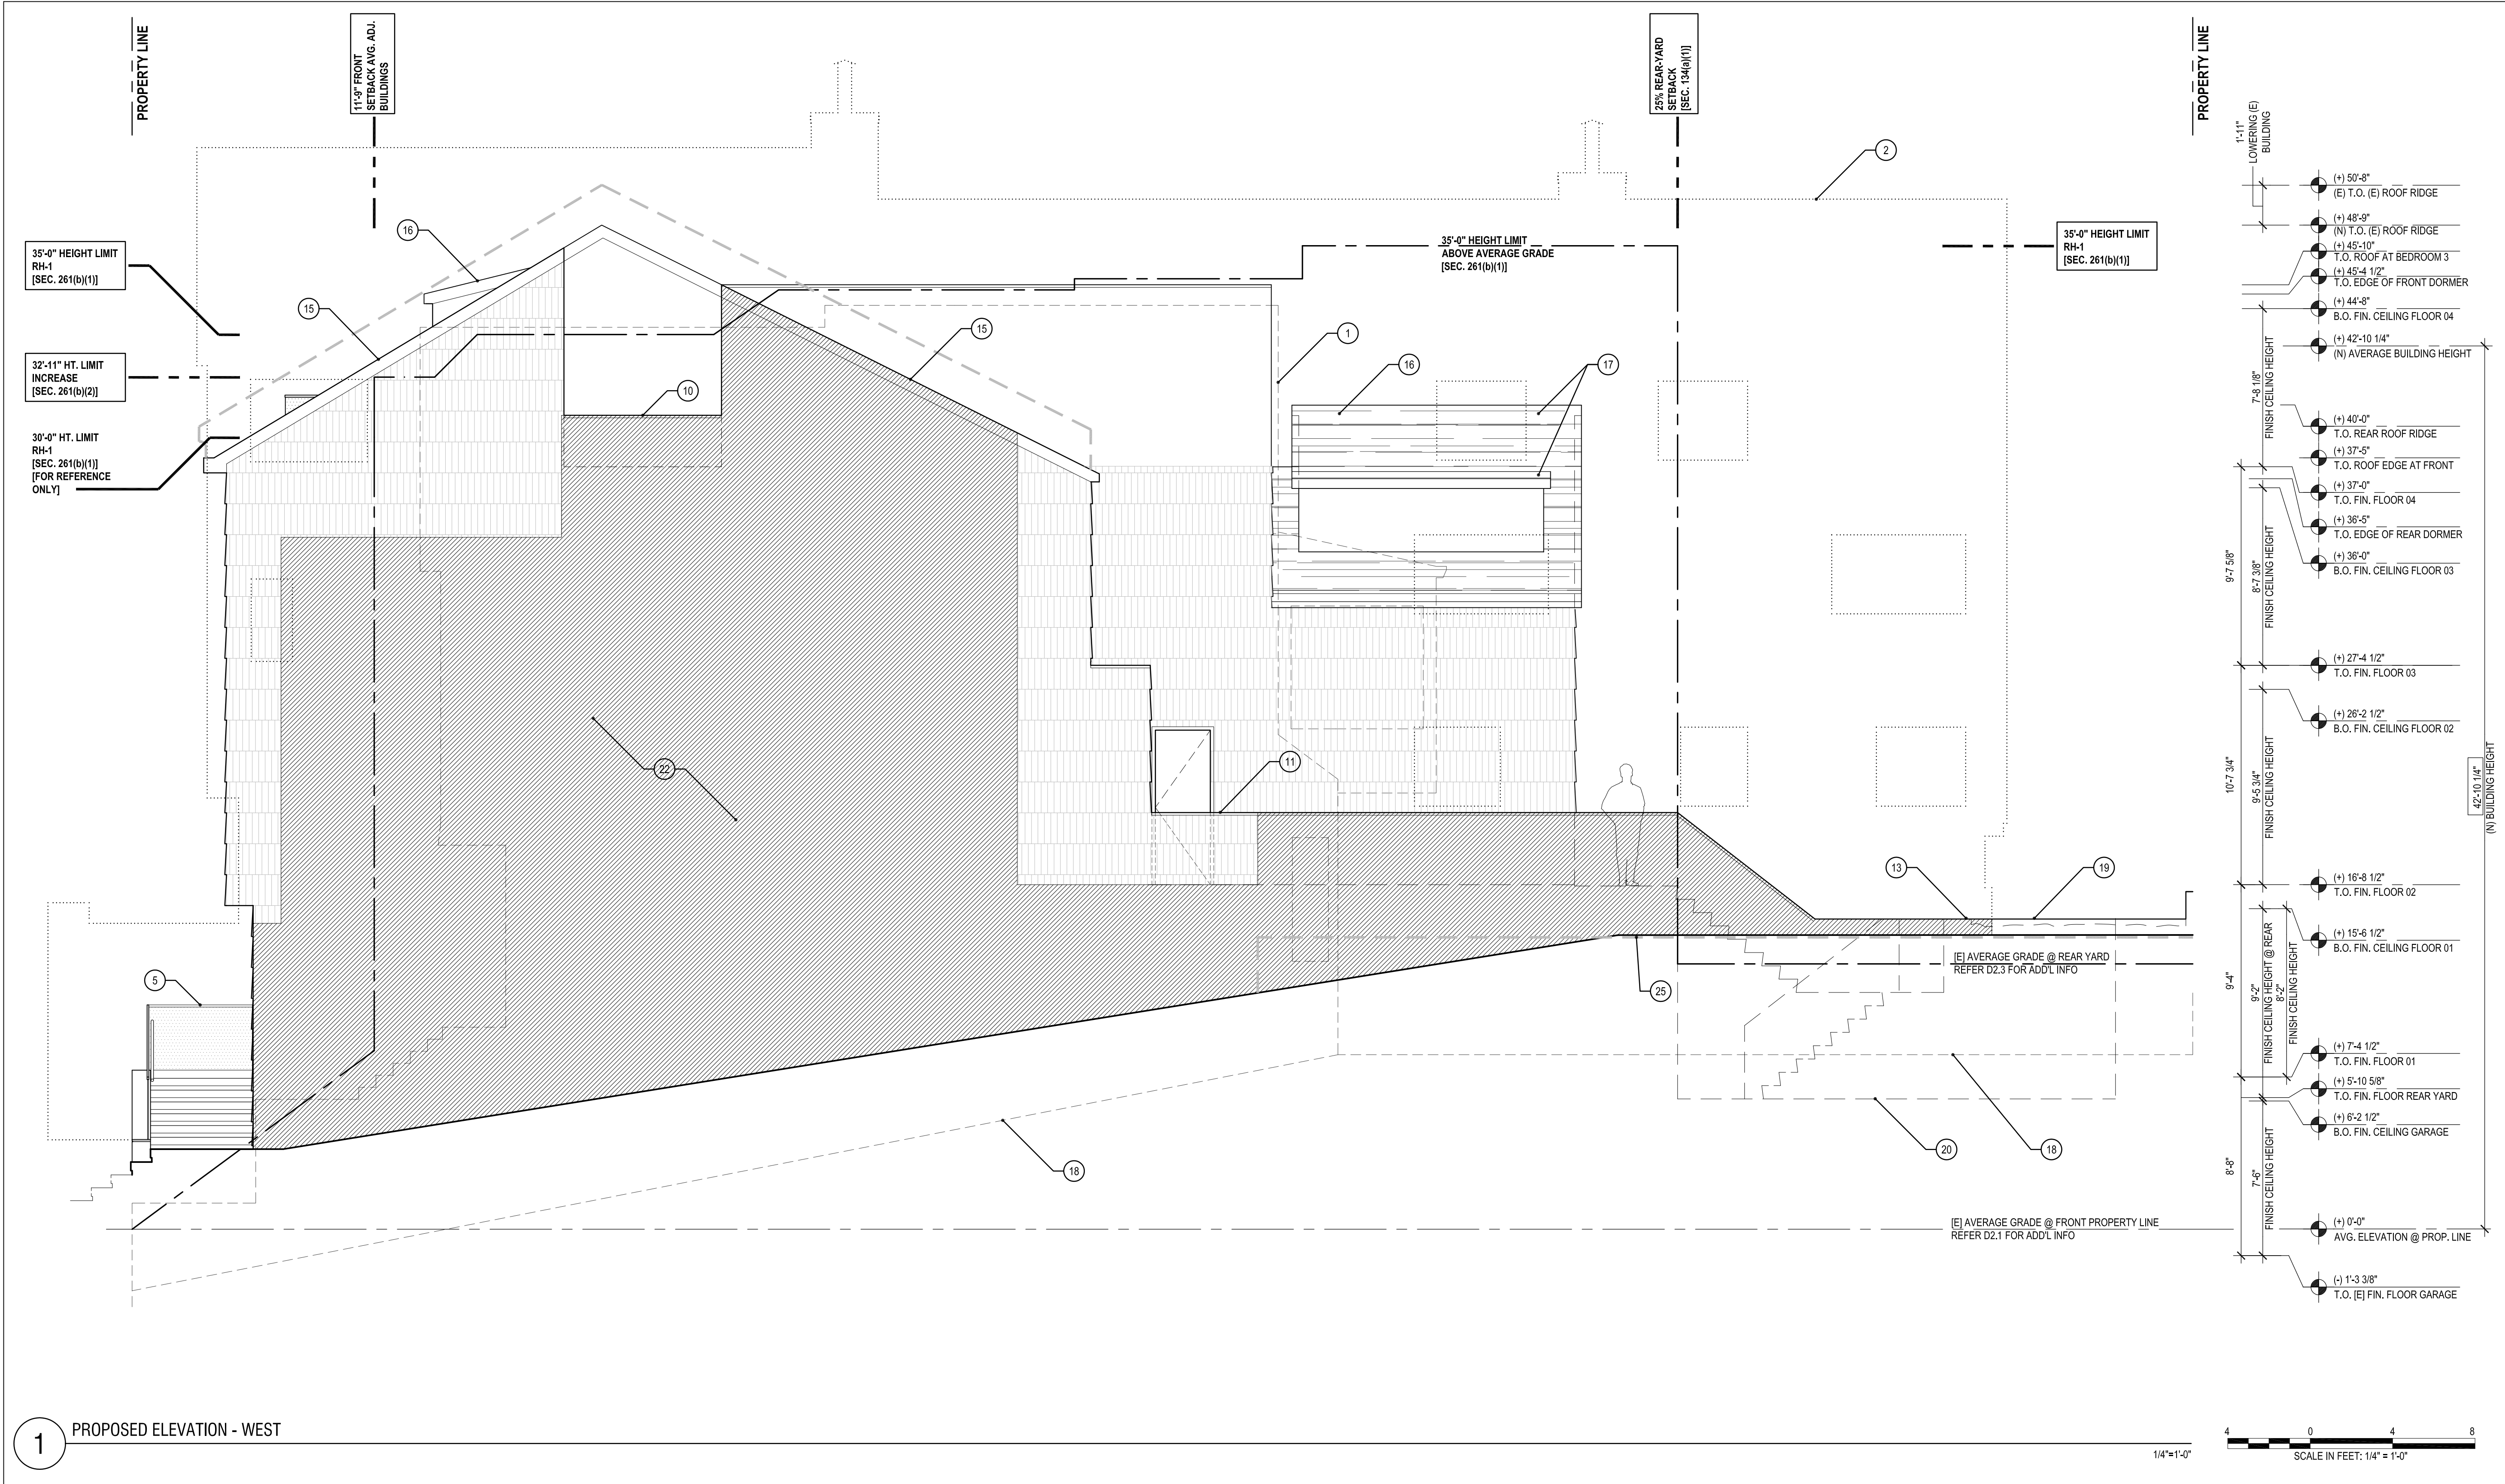 PROPERTY LINE
11'-9" FRONT
SETBACK AVG. ADJ.
BUILDINGS
25% REAR-YARD
SETBACK
[SEC. 134(a)(1)]
PROPERTY LINE
35'-0" HEIGHT LIMIT
RH-1
[SEC. 261(b)(1)]
32'-11" HT. LIMIT
INCREASE
[SEC. 261(b)(2)]
30'-0" HT. LIMIT
RH-1
[SEC. 261(b)(1)]
[FOR REFERENCE
ONLY]
16
15
15
10
1
16
17
2
22
11
5
13
19
25
18
20
18
35'-0" HEIGHT LIMIT
ABOVE AVERAGE GRADE
[SEC. 261(b)(1)]
35'-0" HEIGHT LIMIT
RH-1
[SEC. 261(b)(1)]
[E] AVERAGE GRADE @ REAR YARD
REFER D2.3 FOR ADD'L INFO
[E] AVERAGE GRADE @ FRONT PROPERTY LINE
REFER D2.1 FOR ADD'L INFO
1'-11"
LOWERING (E)
BUILDING
(+) 50'-8"
(E) T.O. (E) ROOF RIDGE
(+) 48'-9"
(N) T.O. (E) ROOF RIDGE
(+) 45'-10"
T.O. ROOF AT BEDROOM 3
(+) 45'-4 1/2"
T.O. EDGE OF FRONT DORMER
(+) 44'-8"
B.O. FIN. CEILING FLOOR 04
(+) 42'-10 1/4"
(N) AVERAGE BUILDING HEIGHT
(+) 40'-0"
T.O. REAR ROOF RIDGE
(+) 37'-5"
T.O. ROOF EDGE AT FRONT
(+) 37'-0"
T.O. FIN. FLOOR 04
(+) 36'-5"
T.O. EDGE OF REAR DORMER
(+) 36'-0"
B.O. FIN. CEILING FLOOR 03
(+) 27'-4 1/2"
T.O. FIN. FLOOR 03
(+) 26'-2 1/2"
B.O. FIN. CEILING FLOOR 02
(+) 16'-8 1/2"
T.O. FIN. FLOOR 02
(+) 15'-6 1/2"
B.O. FIN. CEILING FLOOR 01
(+) 7'-4 1/2"
T.O. FIN. FLOOR 01
(+) 5'-10 5/8"
T.O. FIN. FLOOR REAR YARD
(+) 6'-2 1/2"
B.O. FIN. CEILING GARAGE
(+) 0'-0"
AVG. ELEVATION @ PROP. LINE
(-) 1'-3 3/8"
T.O. [E] FIN. FLOOR GARAGE
7'-8 1/8"
FINISH CEILING HEIGHT
9'-7 5/8"
8'-7 3/8"
FINISH CEILING HEIGHT
10'-7 3/4"
9'-5 3/4"
FINISH CEILING HEIGHT
9'-4"
9'-2"
FINISH CEILING HEIGHT @ REAR
8'-2"
FINISH CEILING HEIGHT
8'-8"
7'-6"
FINISH CEILING HEIGHT
42'-10 1/4"
(N) BUILDING HEIGHT
1
PROPOSED ELEVATION - WEST
1/4"=1'-0"
4 0 4 8
SCALE IN FEET: 1/4" = 1'-0"